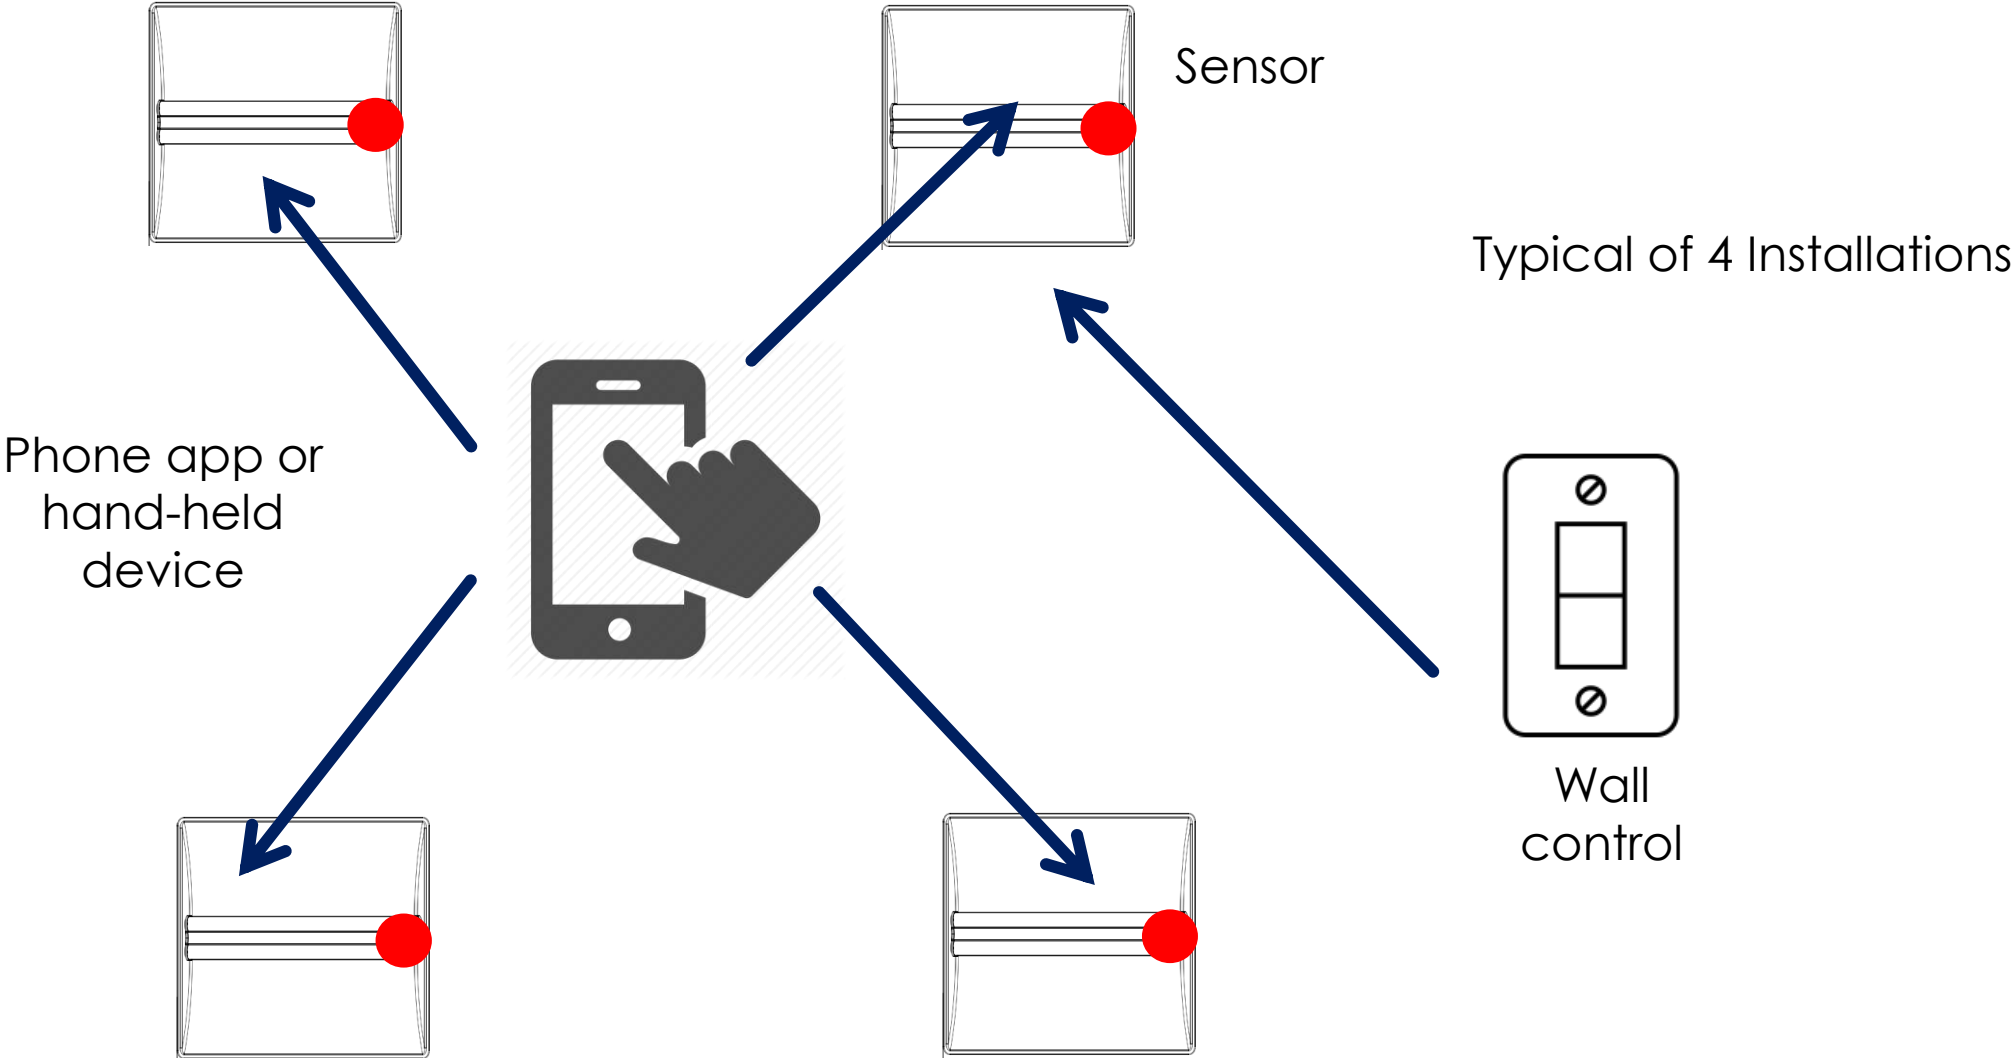 Sensor
Typical of 4 Installations
Phone app or
hand-held
device
Wall
control